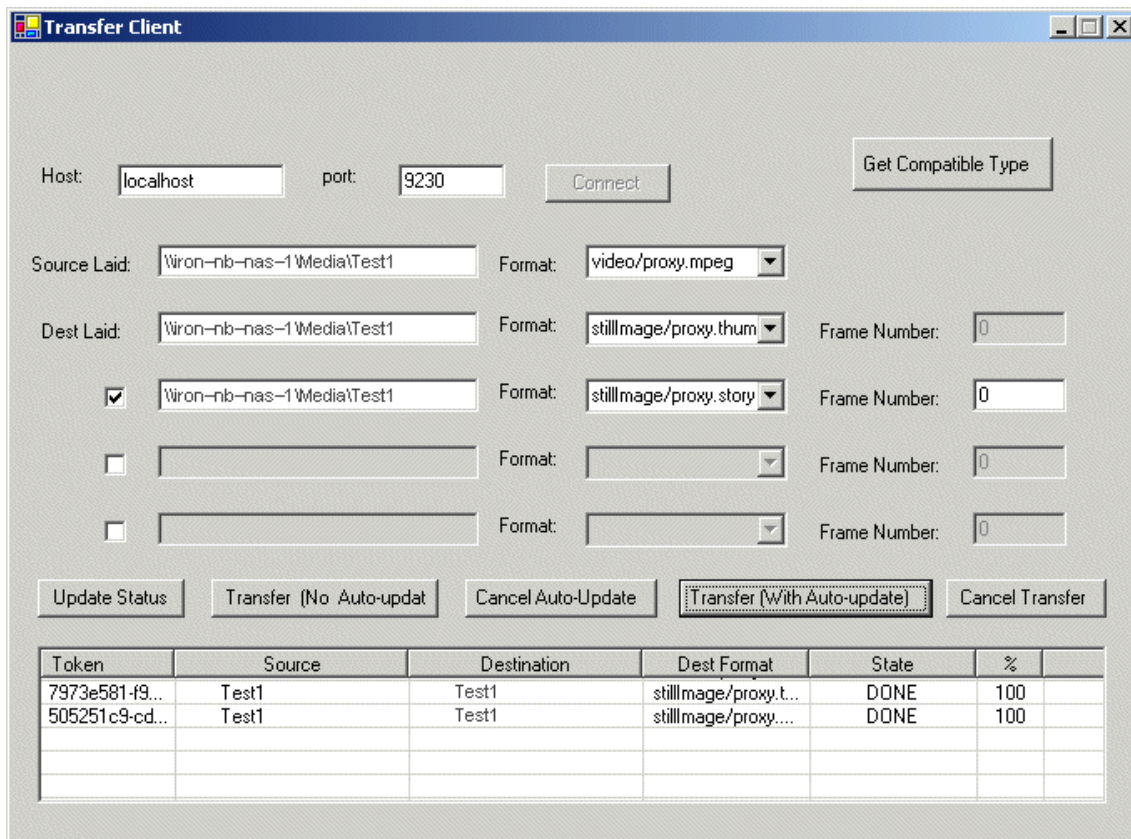 Transfer Client
Get Compatible Type
Host: localhost port: 9230 Connect
Source Laid: \\iron-nb-nas-1\Media\Test1 Format: video/proxy.mpeg
Dest Laid: \\iron-nb-nas-1\Media\Test1 Format: stillImage/proxy.thum Frame Number: 0
\\iron-nb-nas-1\Media\Test1 Format: stillImage/proxy.story Frame Number: 0
Format: Frame Number: 0
Format: Frame Number: 0
Update Status Transfer (No Auto-updat Cancel Auto-Update Transfer (With Auto-update) Cancel Transfer
Token Source Destination Dest Format State %
7973e581-f9... Test1 Test1 stillImage/proxy.t... DONE 100
505251c9-cd... Test1 Test1 stillImage/proxy.... DONE 100